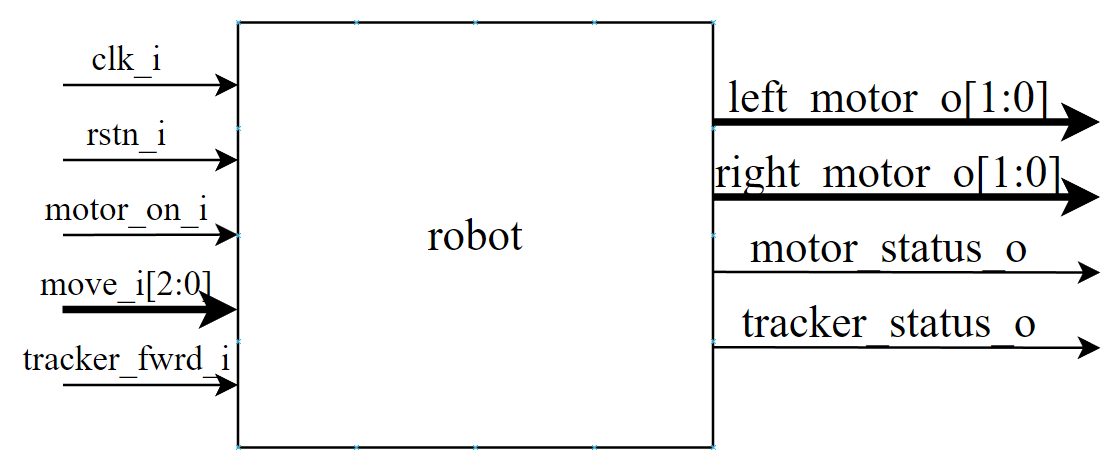 clk_i
rstn_i
motor_on_i
move_i[2:0]
tracker_fwrd_i
robot
left_motor_o[1:0]
right_motor_o[1:0]
motor_status_o
tracker_status_o